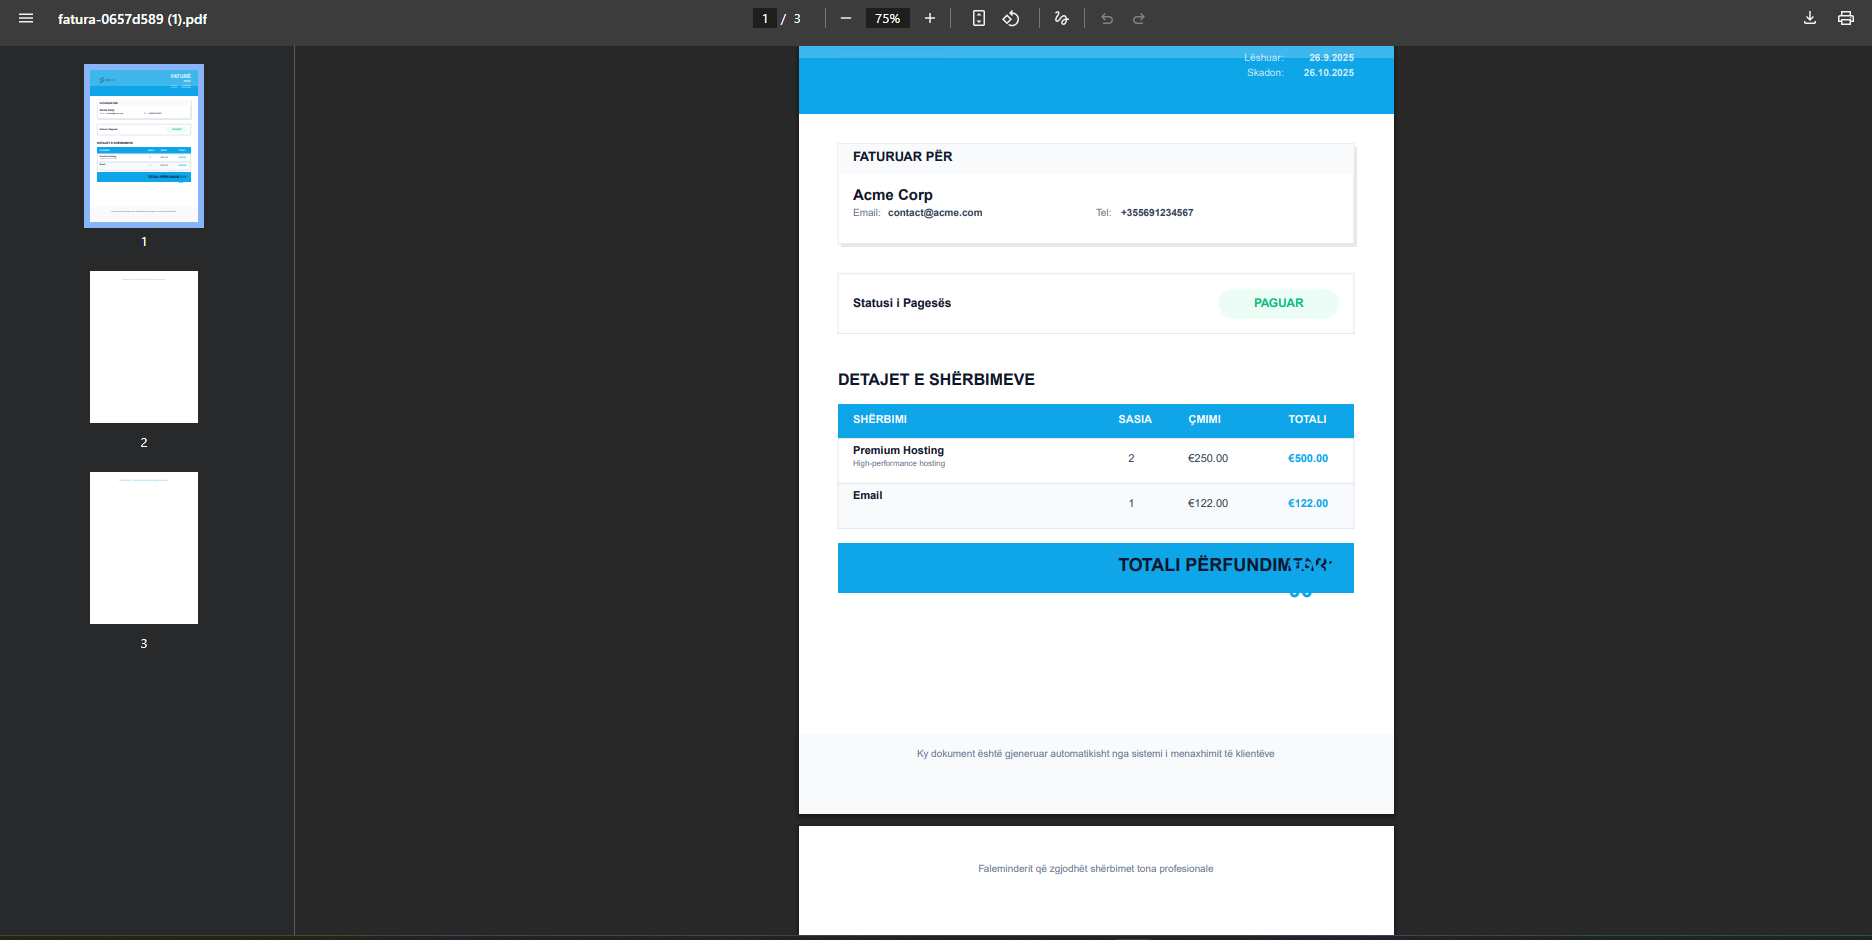 fatura-0657d589 (1).pdf
1 / 3
75%
1
2
3
Lëshuar: 26.9.2025
Skadon: 26.10.2025
FATURUAR PËR
Acme Corp
Email: contact@acme.com Tel: +355691234567
Statusi i Pagesës PAGUAR
DETAJET E SHËRBIMEVE
SHËRBIMI SASIA ÇMIMI TOTALI
Premium Hosting 2 €250.00 €500.00
High-performance hosting
Email 1 €122.00 €122.00
TOTALI
Ky dokument është gjeneruar automatikisht nga sistemi i menaxhimit të klientëve
Faleminderit që zgjodhët shërbimet tona profesionale